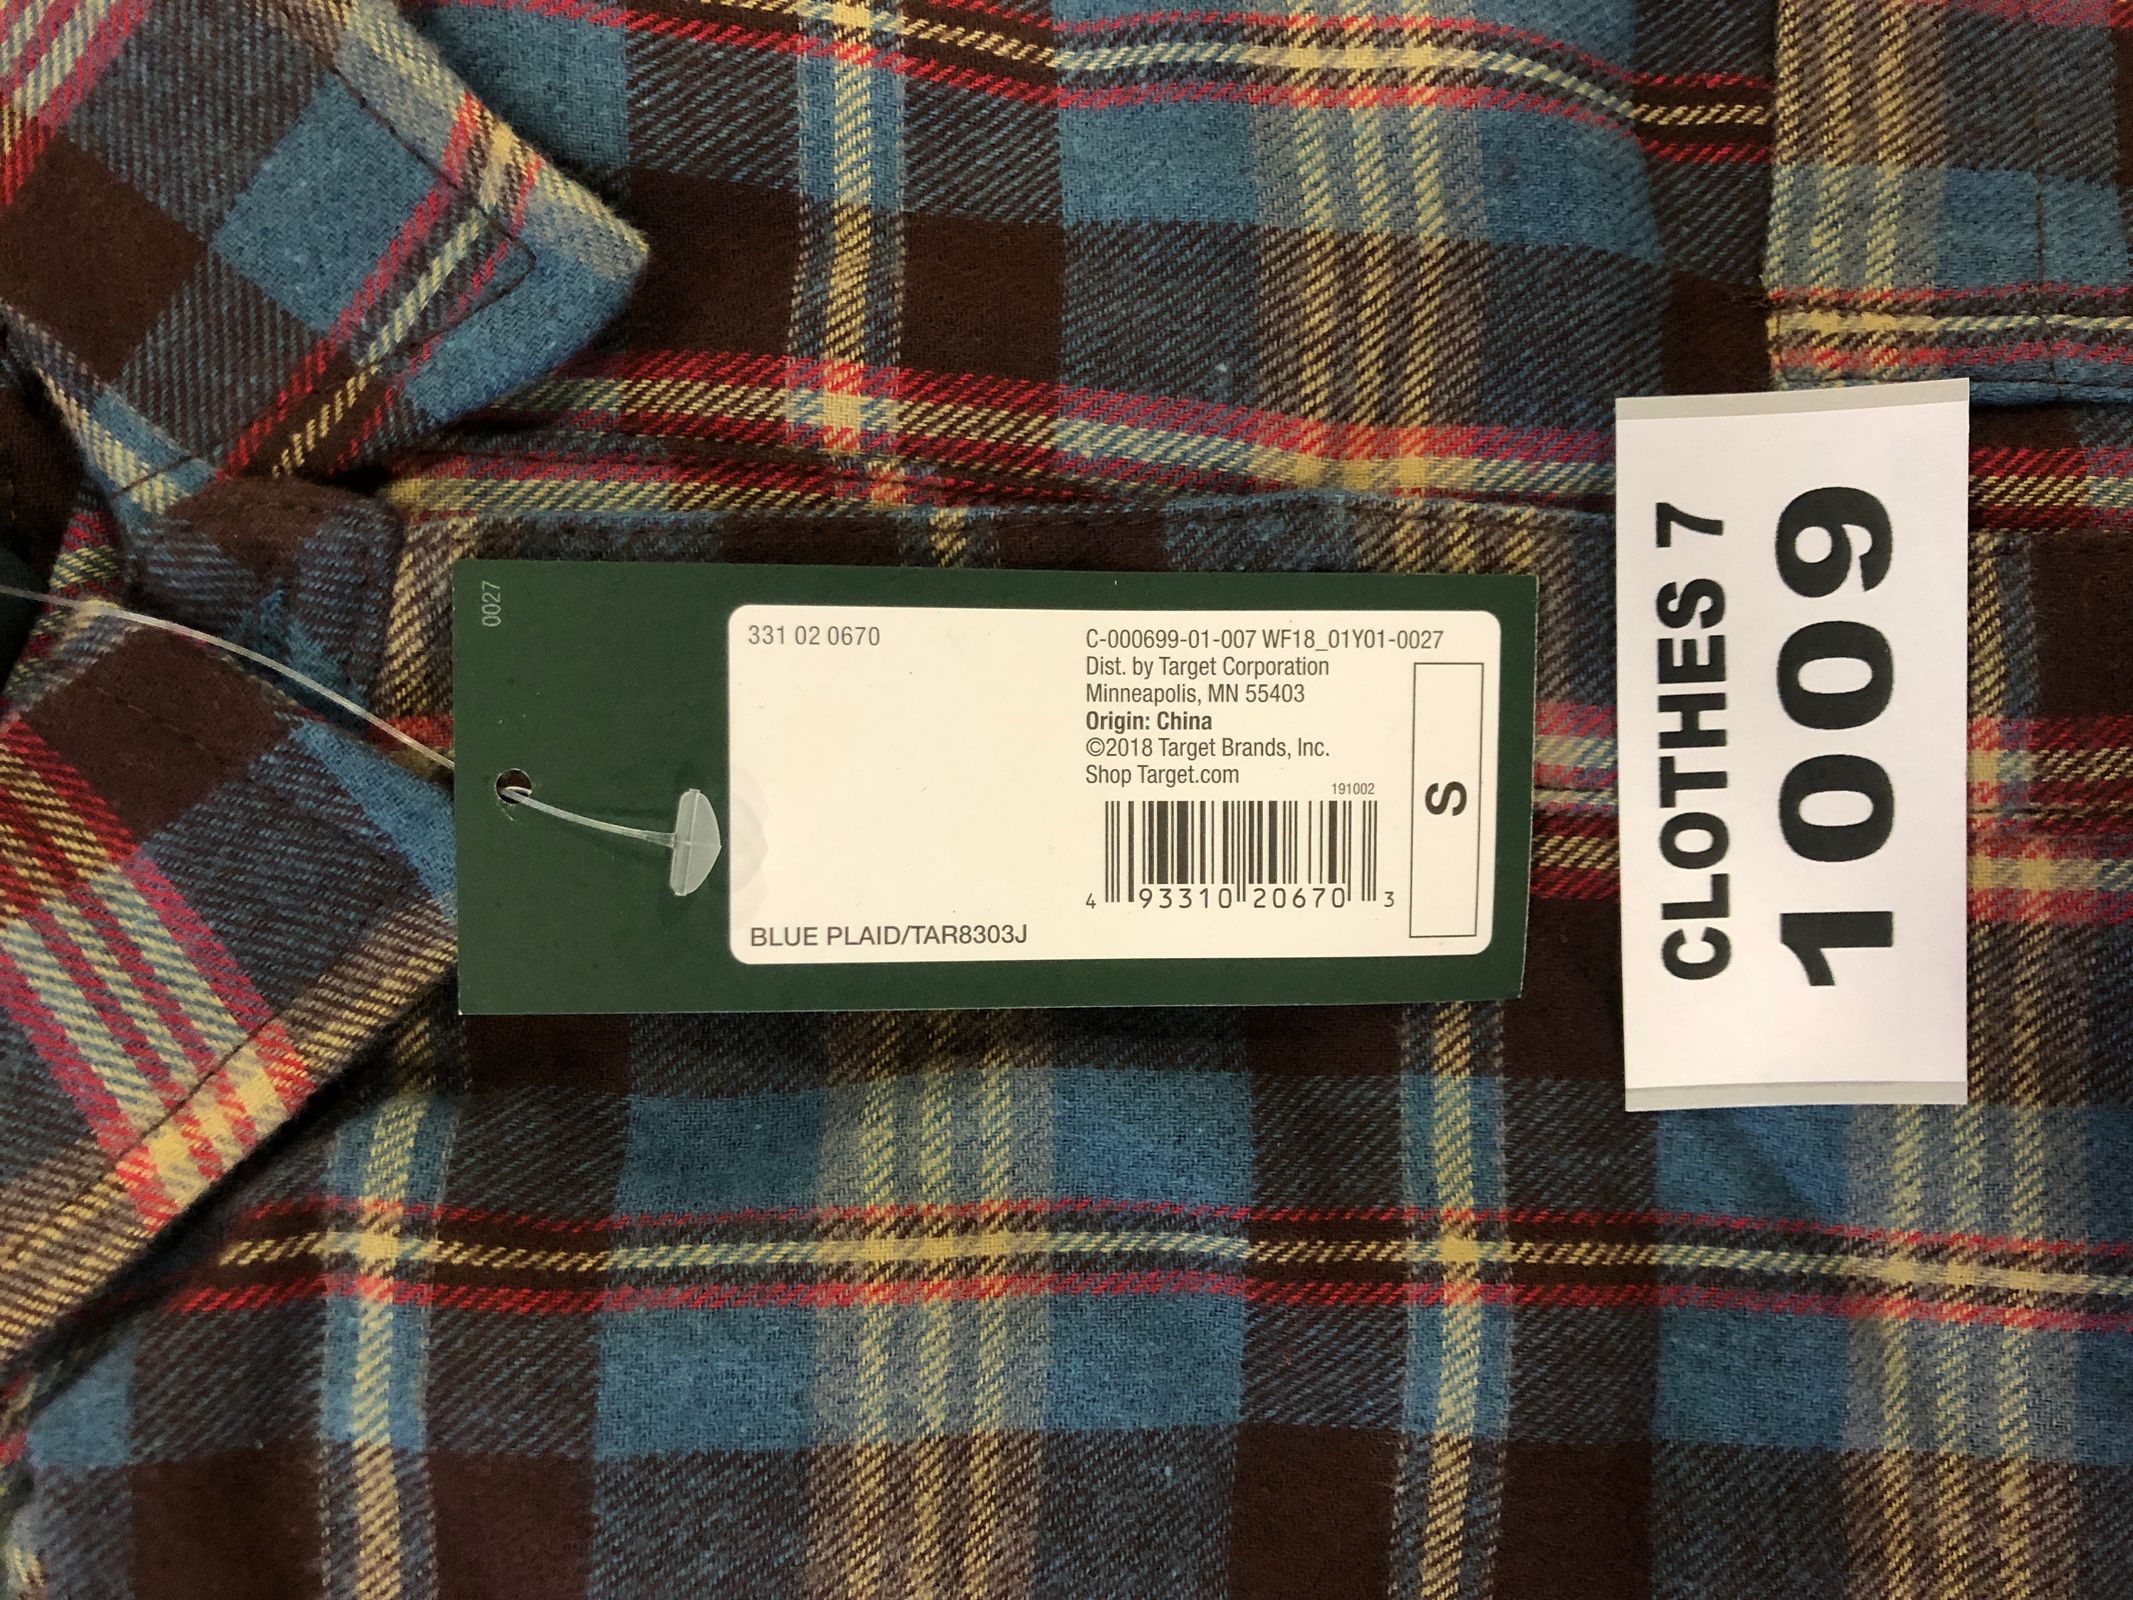 0027
331 02 0670
C-000699-01-007 WF18_01Y01-0027
Dist. by Target Corporation
Minneapolis, MN 55403
Origin: China
©2018 Target Brands, Inc.
Shop Target.com
191002
4 93310 20670 3
S
BLUE PLAID/TAR8303J
CLOTHES 7
1009